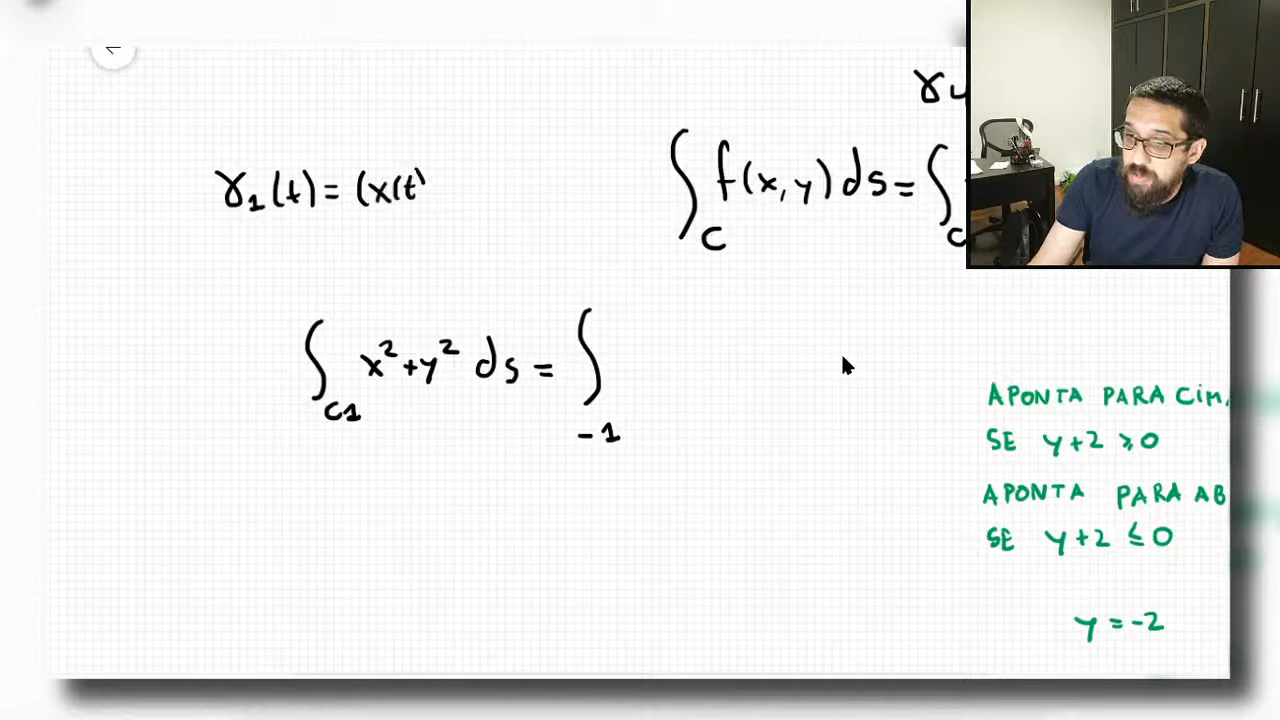 γ₁(t) = (x(t)
γ
∫_C f(x,y) ds = ∫_C
∫_C1 x²+y² ds = ∫_-1
APONTA PARA CIM
SE y+2 ≥ 0
APONTA PARA AB
SE y+2 ≤ 0
y = -2